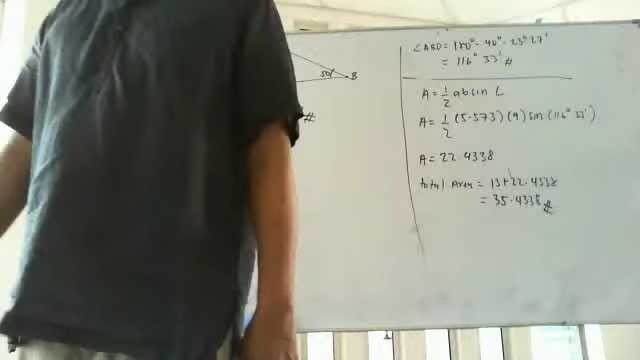 50°
B
#
∠ABD = 180° - 40° - 23° 27'
= 116° 33' #
A = 1/2 ab sin C
A = 1/2 (5.573) (9) sin (116° 33')
A = 22.4338
total Area = 13 + 22.4338
= 35.4338 #